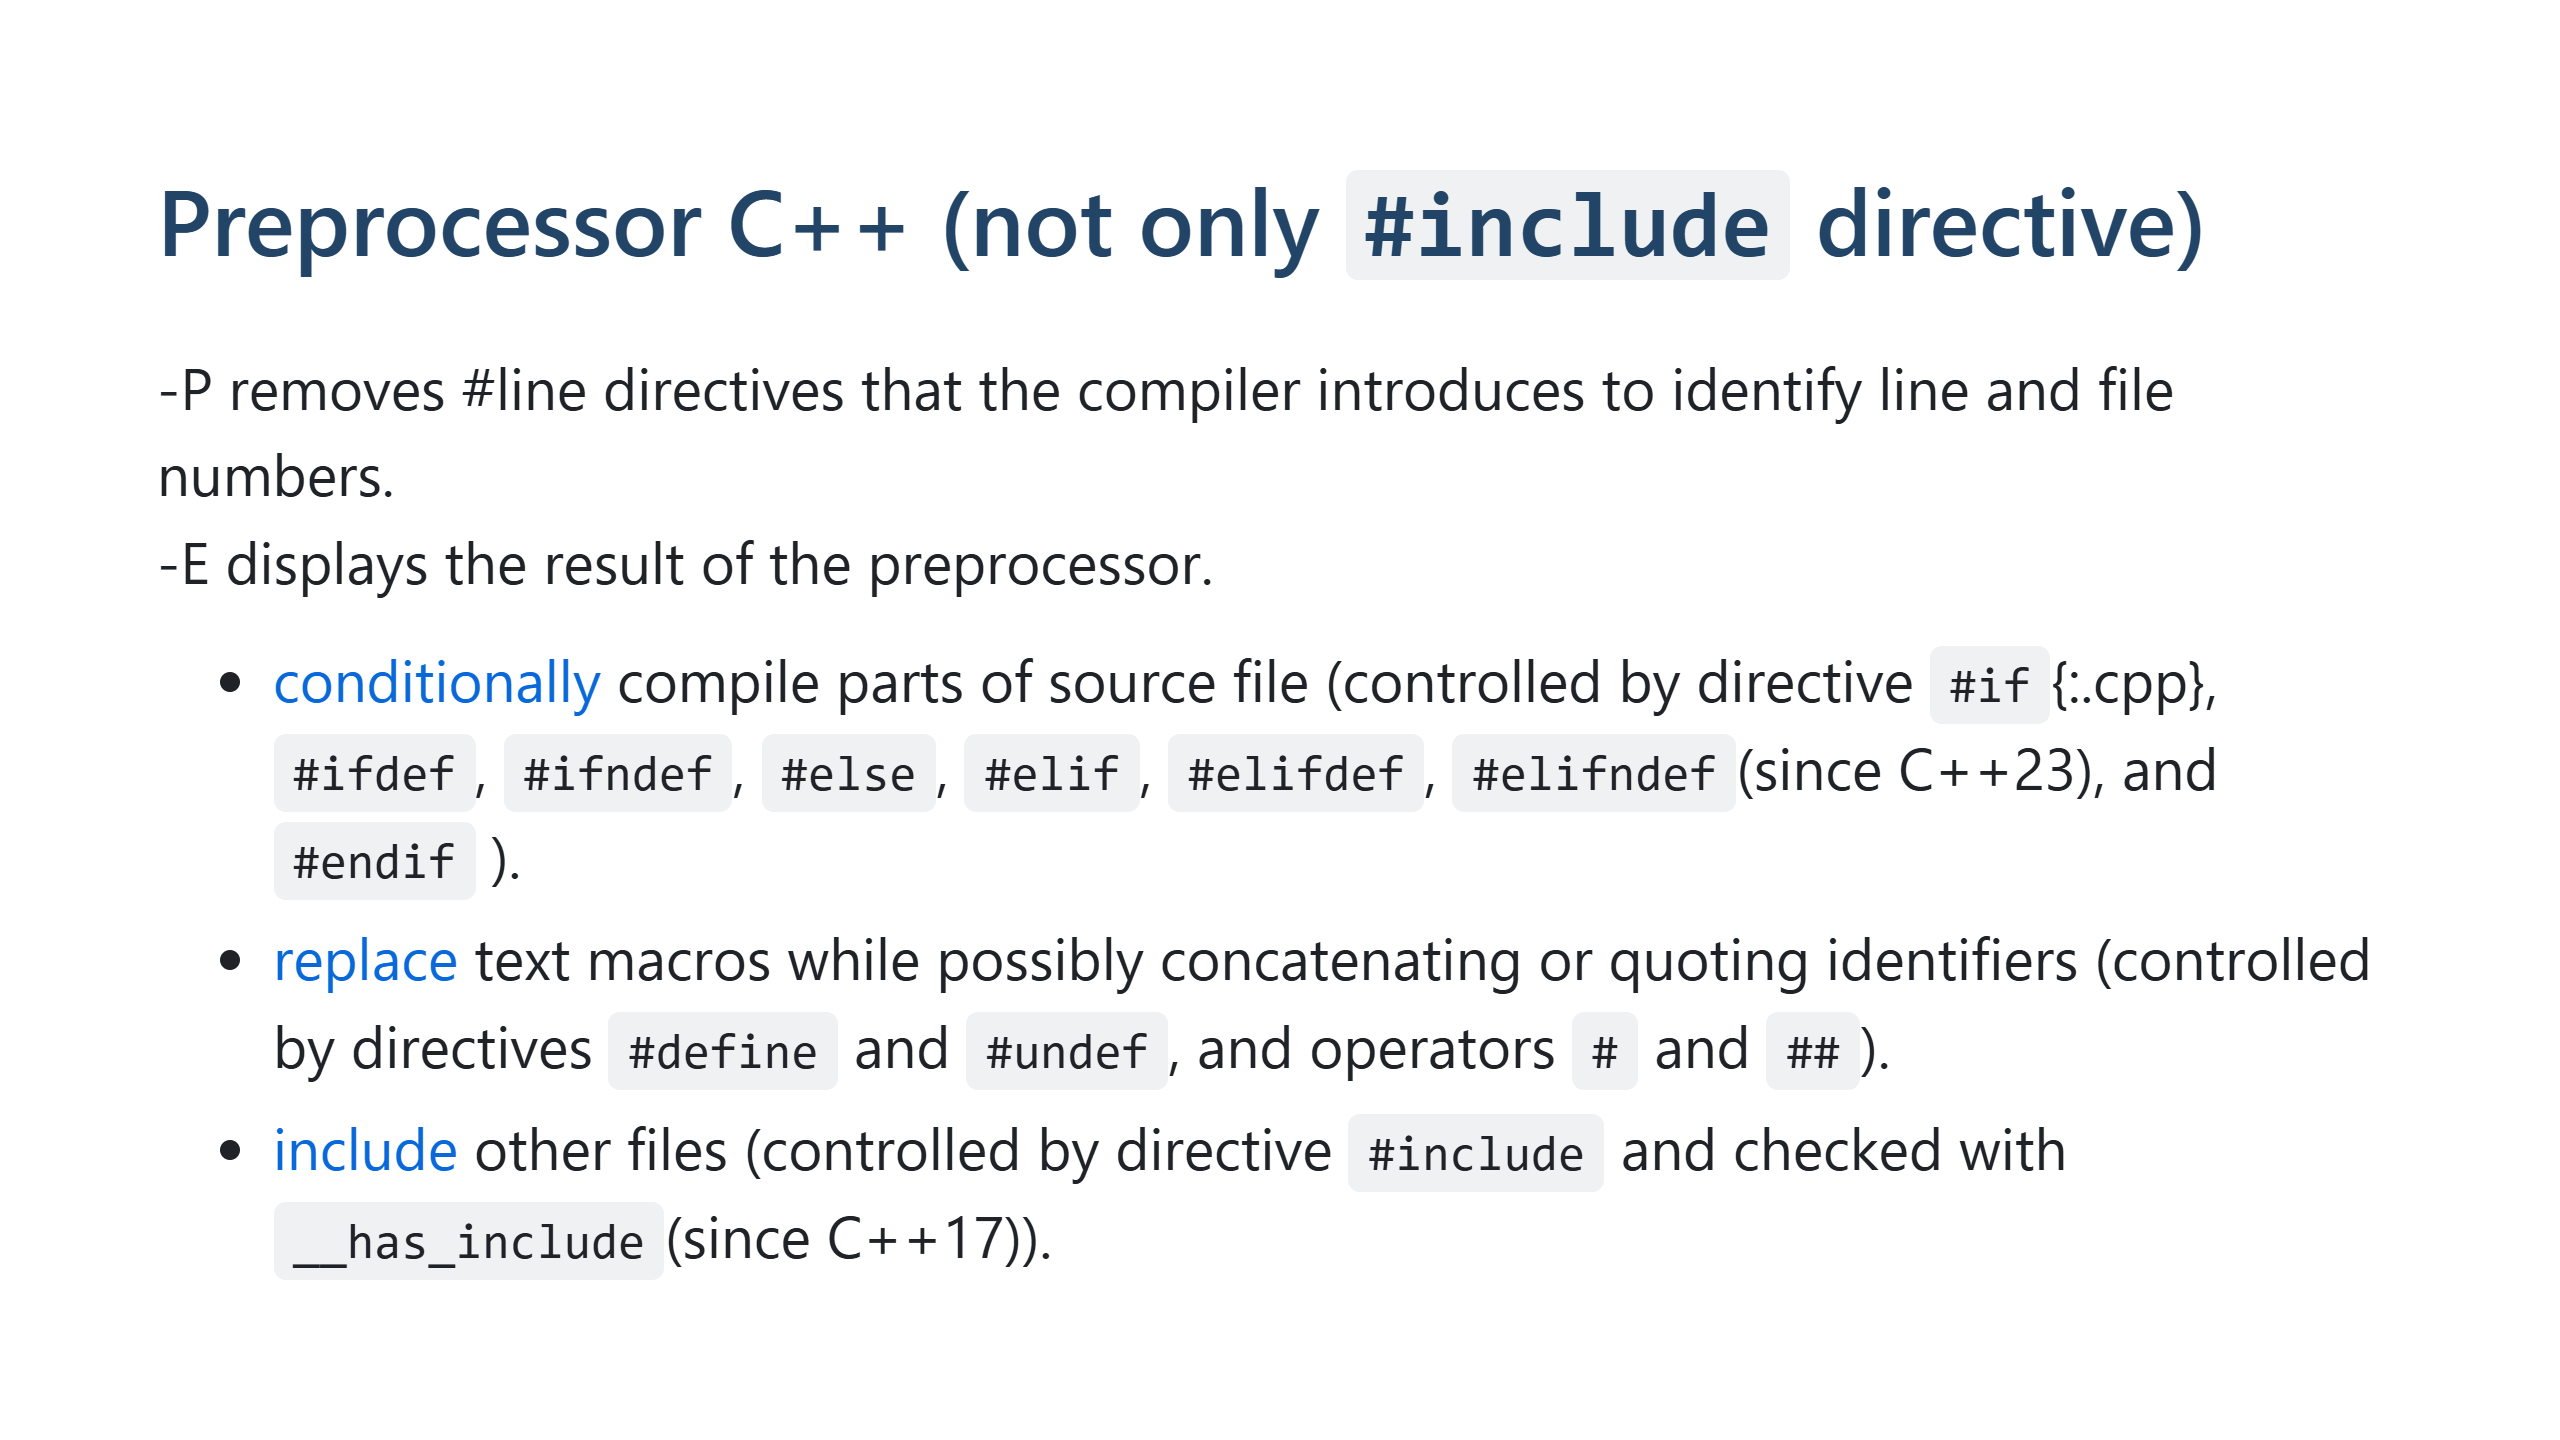 Preprocessor C++ (not only #include directive)
-P removes #line directives that the compiler introduces to identify line and file
numbers.
-E displays the result of the preprocessor.
• conditionally compile parts of source file (controlled by directive #if{:.cpp},
#ifdef, #ifndef, #else, #elif, #elifdef, #elifndef(since C++23), and
#endif ).
• replace text macros while possibly concatenating or quoting identifiers (controlled
by directives #define and #undef, and operators # and ##).
• include other files (controlled by directive #include and checked with
__has_include(since C++17)).